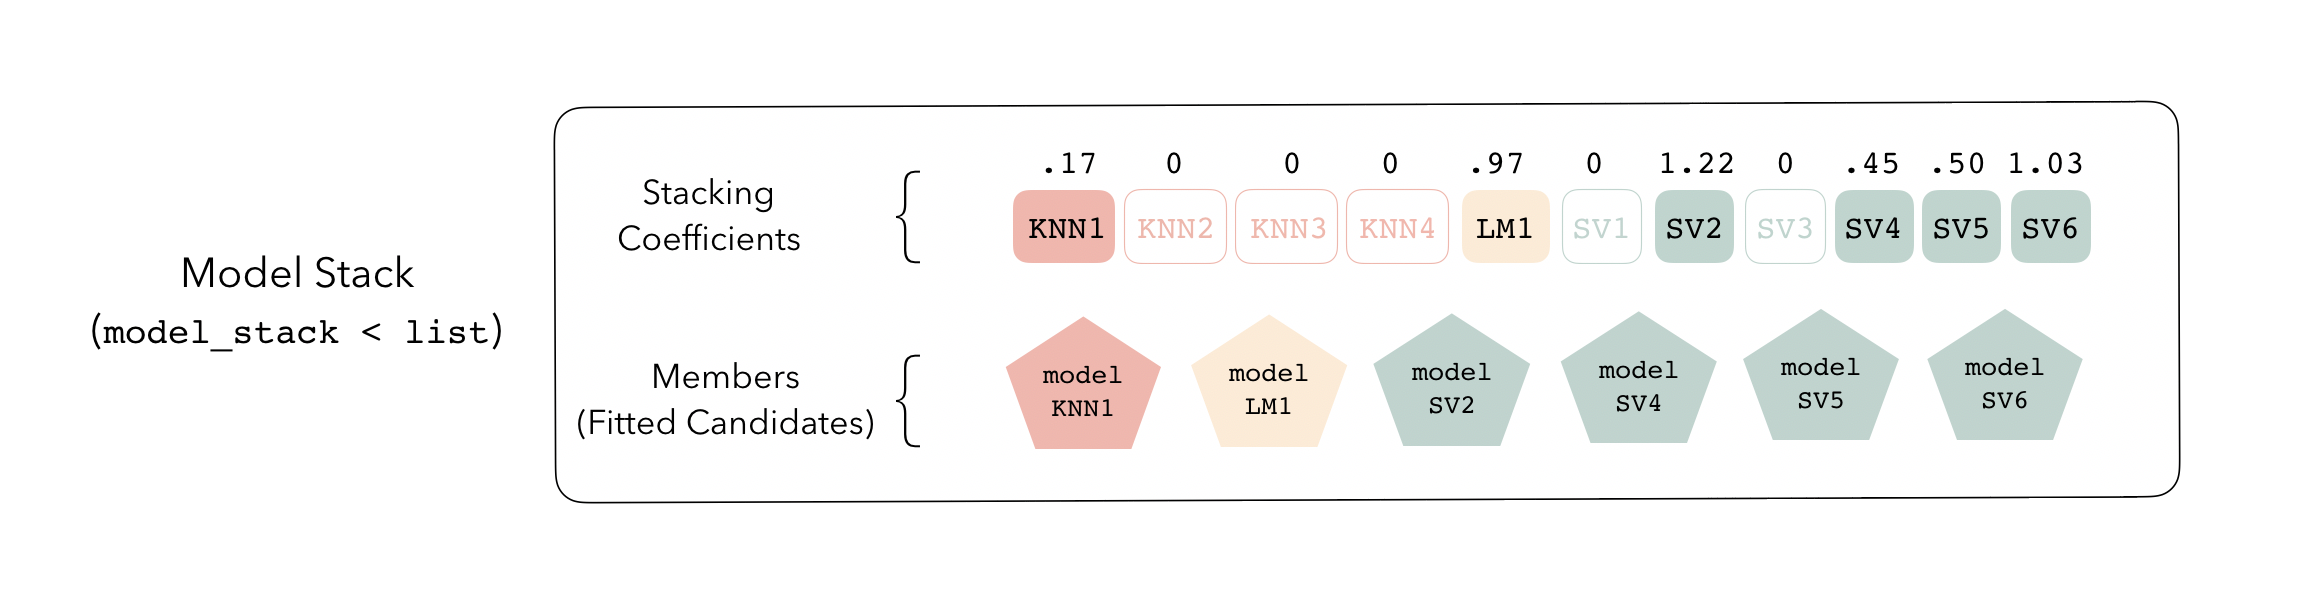 Model Stack
(model_stack < list)
Stacking
Coefficients
.17 0 0 0 .97 0 1.22 0 .45 .50 1.03
KNN1 KNN2 KNN3 KNN4 LM1 SV1 SV2 SV3 SV4 SV5 SV6
Members
(Fitted Candidates)
model model model model model model
KNN1 LM1 SV2 SV4 SV5 SV6